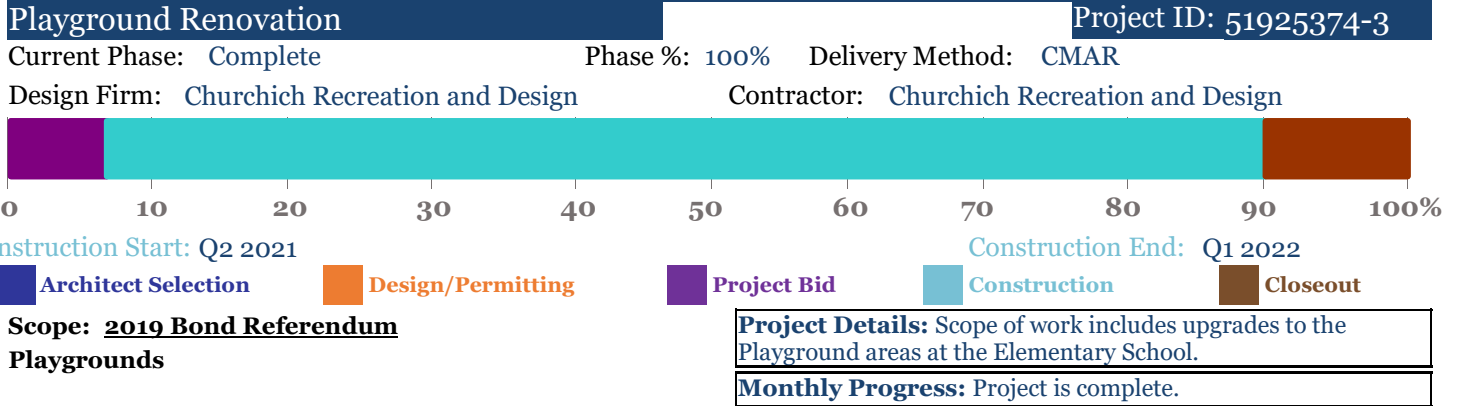 Playground Renovation Project ID: 51925374-3
Current Phase: Complete Phase %: 100% Delivery Method: CMAR
Design Firm: Churchich Recreation and Design Contractor: Churchich Recreation and Design
0 10 20 30 40 50 60 70 80 90 100%
nstruction Start: Q2 2021 Construction End: Q1 2022
Architect Selection Design/Permitting Project Bid Construction Closeout
Scope: 2019 Bond Referendum
Playgrounds
Project Details: Scope of work includes upgrades to the
Playground areas at the Elementary School.
Monthly Progress: Project is complete.